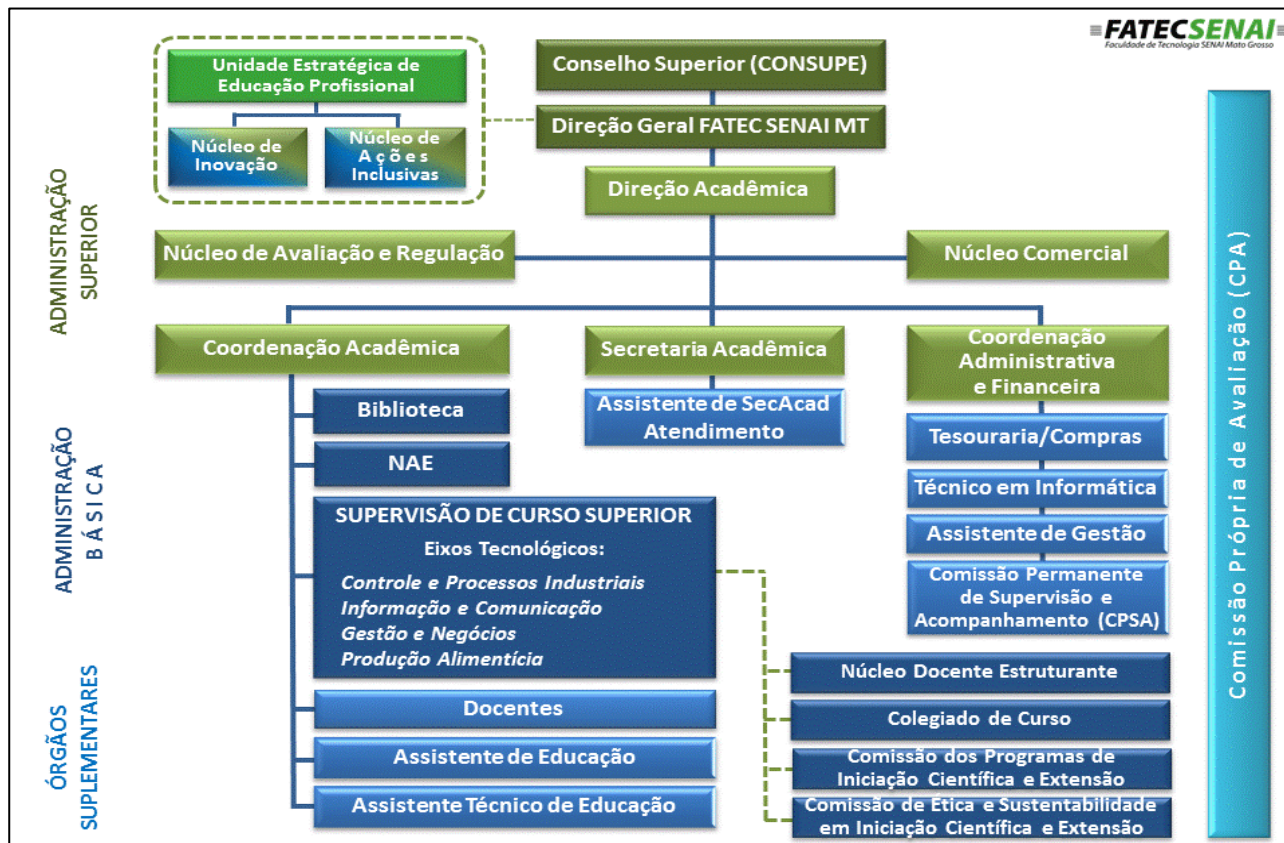 FATECSENAI
Faculdade de Tecnologia SENAI Mato Grosso
Unidade Estratégica de
Educação Profissional
Núcleo de
Inovação
Núcleo de
Ações
Inclusivas
Conselho Superior (CONSUPE)
Direção Geral FATEC SENAI MT
Direção Acadêmica
ADMINISTRAÇÃO
SUPERIOR
Núcleo de Avaliação e Regulação
Núcleo Comercial
Coordenação Acadêmica
Secretaria Acadêmica
Coordenação
Administrativa
e Financeira
ADMINISTRAÇÃO
BÁSICA
Biblioteca
NAE
SUPERVISÃO DE CURSO SUPERIOR
Eixos Tecnológicos:
Controle e Processos Industriais
Informação e Comunicação
Gestão e Negócios
Produção Alimentícia
Assistente de SecAcad
Atendimento
Tesouraria/Compras
Técnico em Informática
Assistente de Gestão
Comissão Permanente
de Supervisão e
Acompanhamento (CPSA)
ÓRGÃOS
SUPLEMENTARES
Docentes
Assistente de Educação
Assistente Técnico de Educação
Núcleo Docente Estruturante
Colegiado de Curso
Comissão dos Programas de
Iniciação Científica e Extensão
Comissão de Ética e Sustentabilidade
em Iniciação Científica e Extensão
Comissão Própria de Avaliação (CPA)